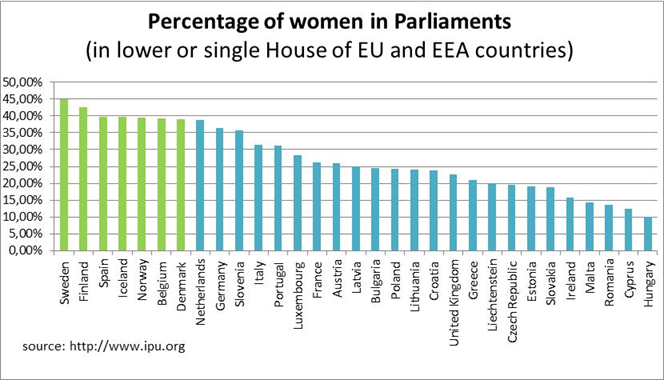 Percentage of women in Parliaments
(in lower or single House of EU and EEA countries)
50,00%
45,00%
40,00%
35,00%
30,00%
25,00%
20,00%
15,00%
10,00%
5,00%
0,00%
Sweden
Finland
Spain
Iceland
Norway
Belgium
Denmark
Netherlands
Germany
Slovenia
Italy
Portugal
Luxembourg
France
Austria
Latvia
Bulgaria
Poland
Lithuania
Croatia
United Kingdom
Greece
Liechtenstein
Czech Republic
Estonia
Slovakia
Ireland
Malta
Romania
Cyprus
Hungary
source: http://www.ipu.org